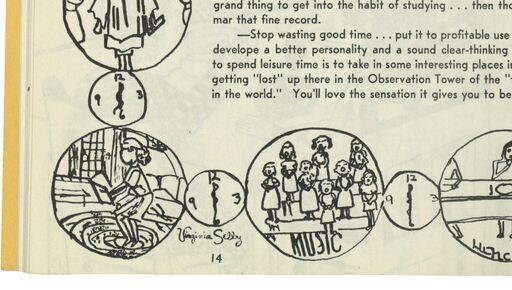 grand thing to get into the habit of studying . . . then
mar that fine record.
—Stop wasting good time . . . put it to profitable use
develop a better personality and a sound clear-thinking
to spend leisure time is to take in some interesting places
getting "lost" up there in the Observation Tower of the
in the world." You'll love the sensation it gives you to be
12
9 3
6
12
9 3
6
12
9 3
6
Virginia Selby
MUSIC
14